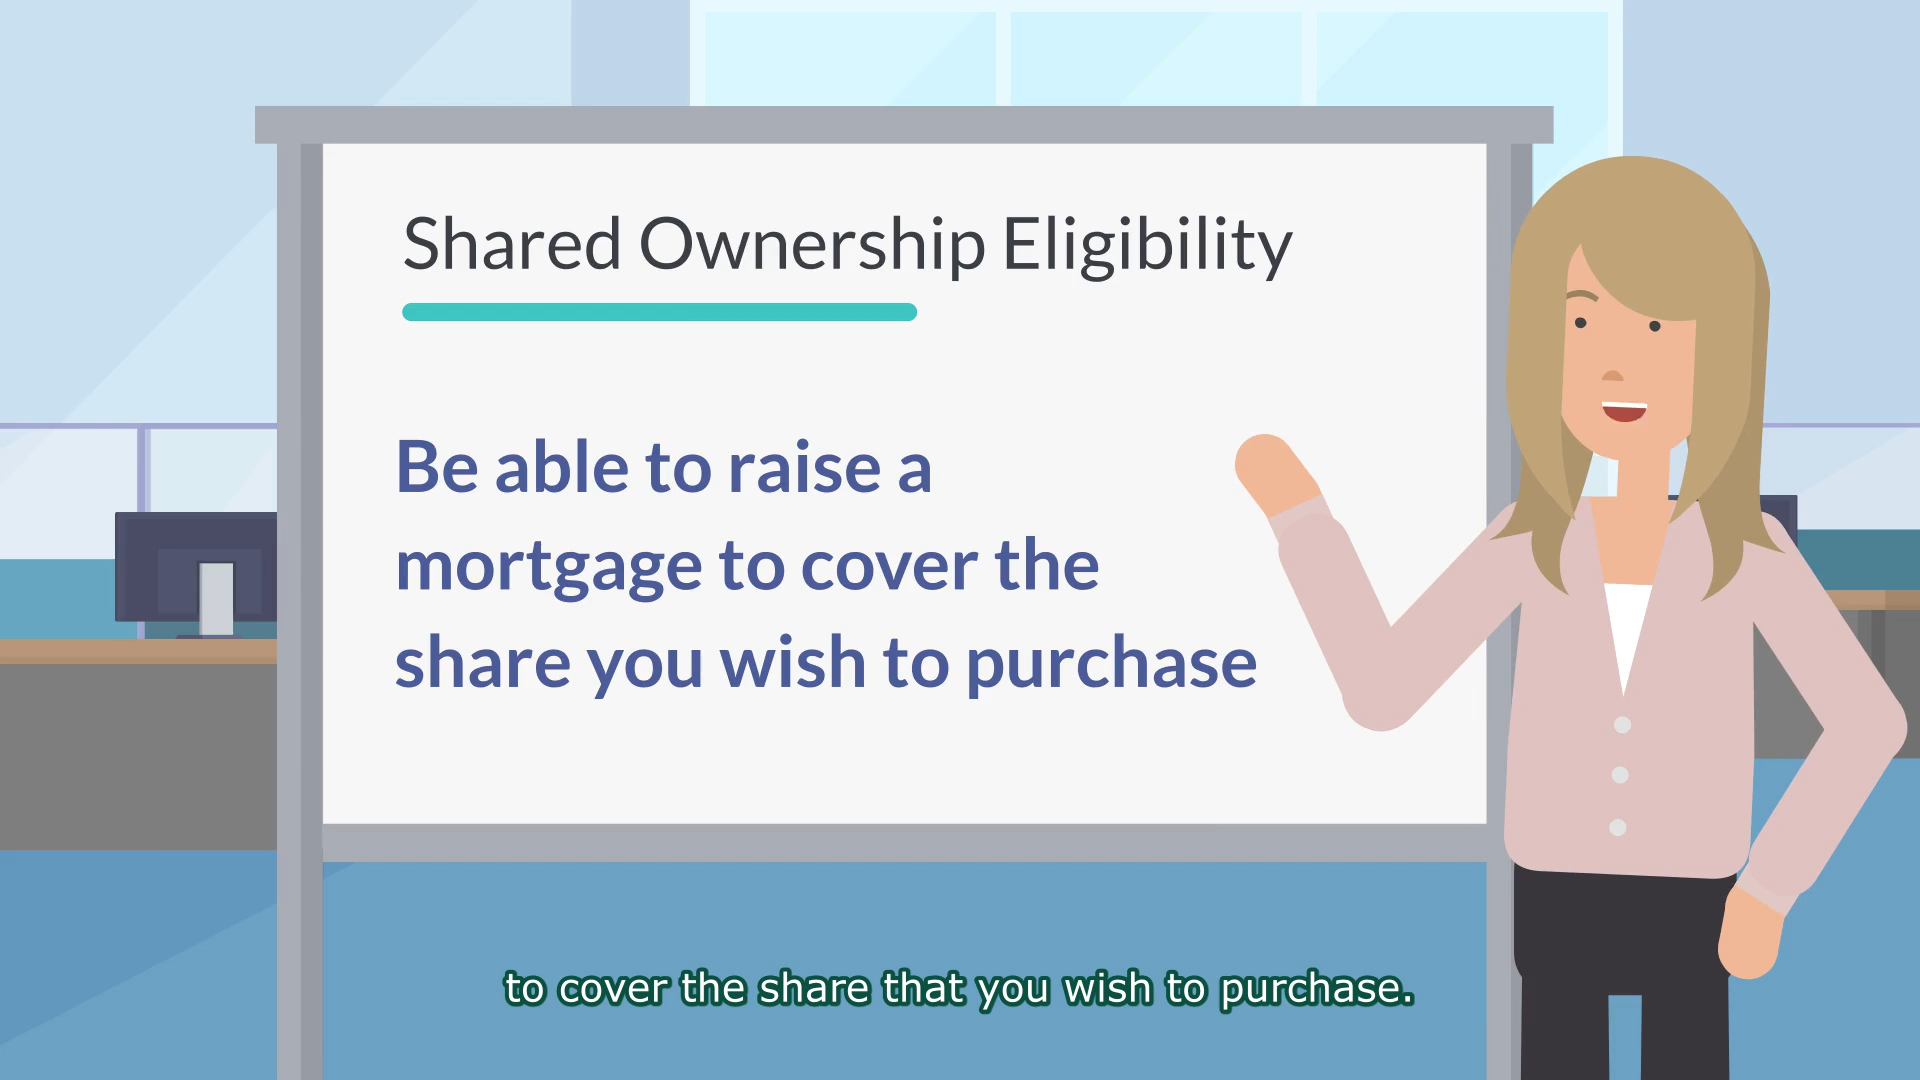 Shared Ownership Eligibility
Be able to raise a
mortgage to cover the
share you wish to purchase
to cover the share that you wish to purchase.